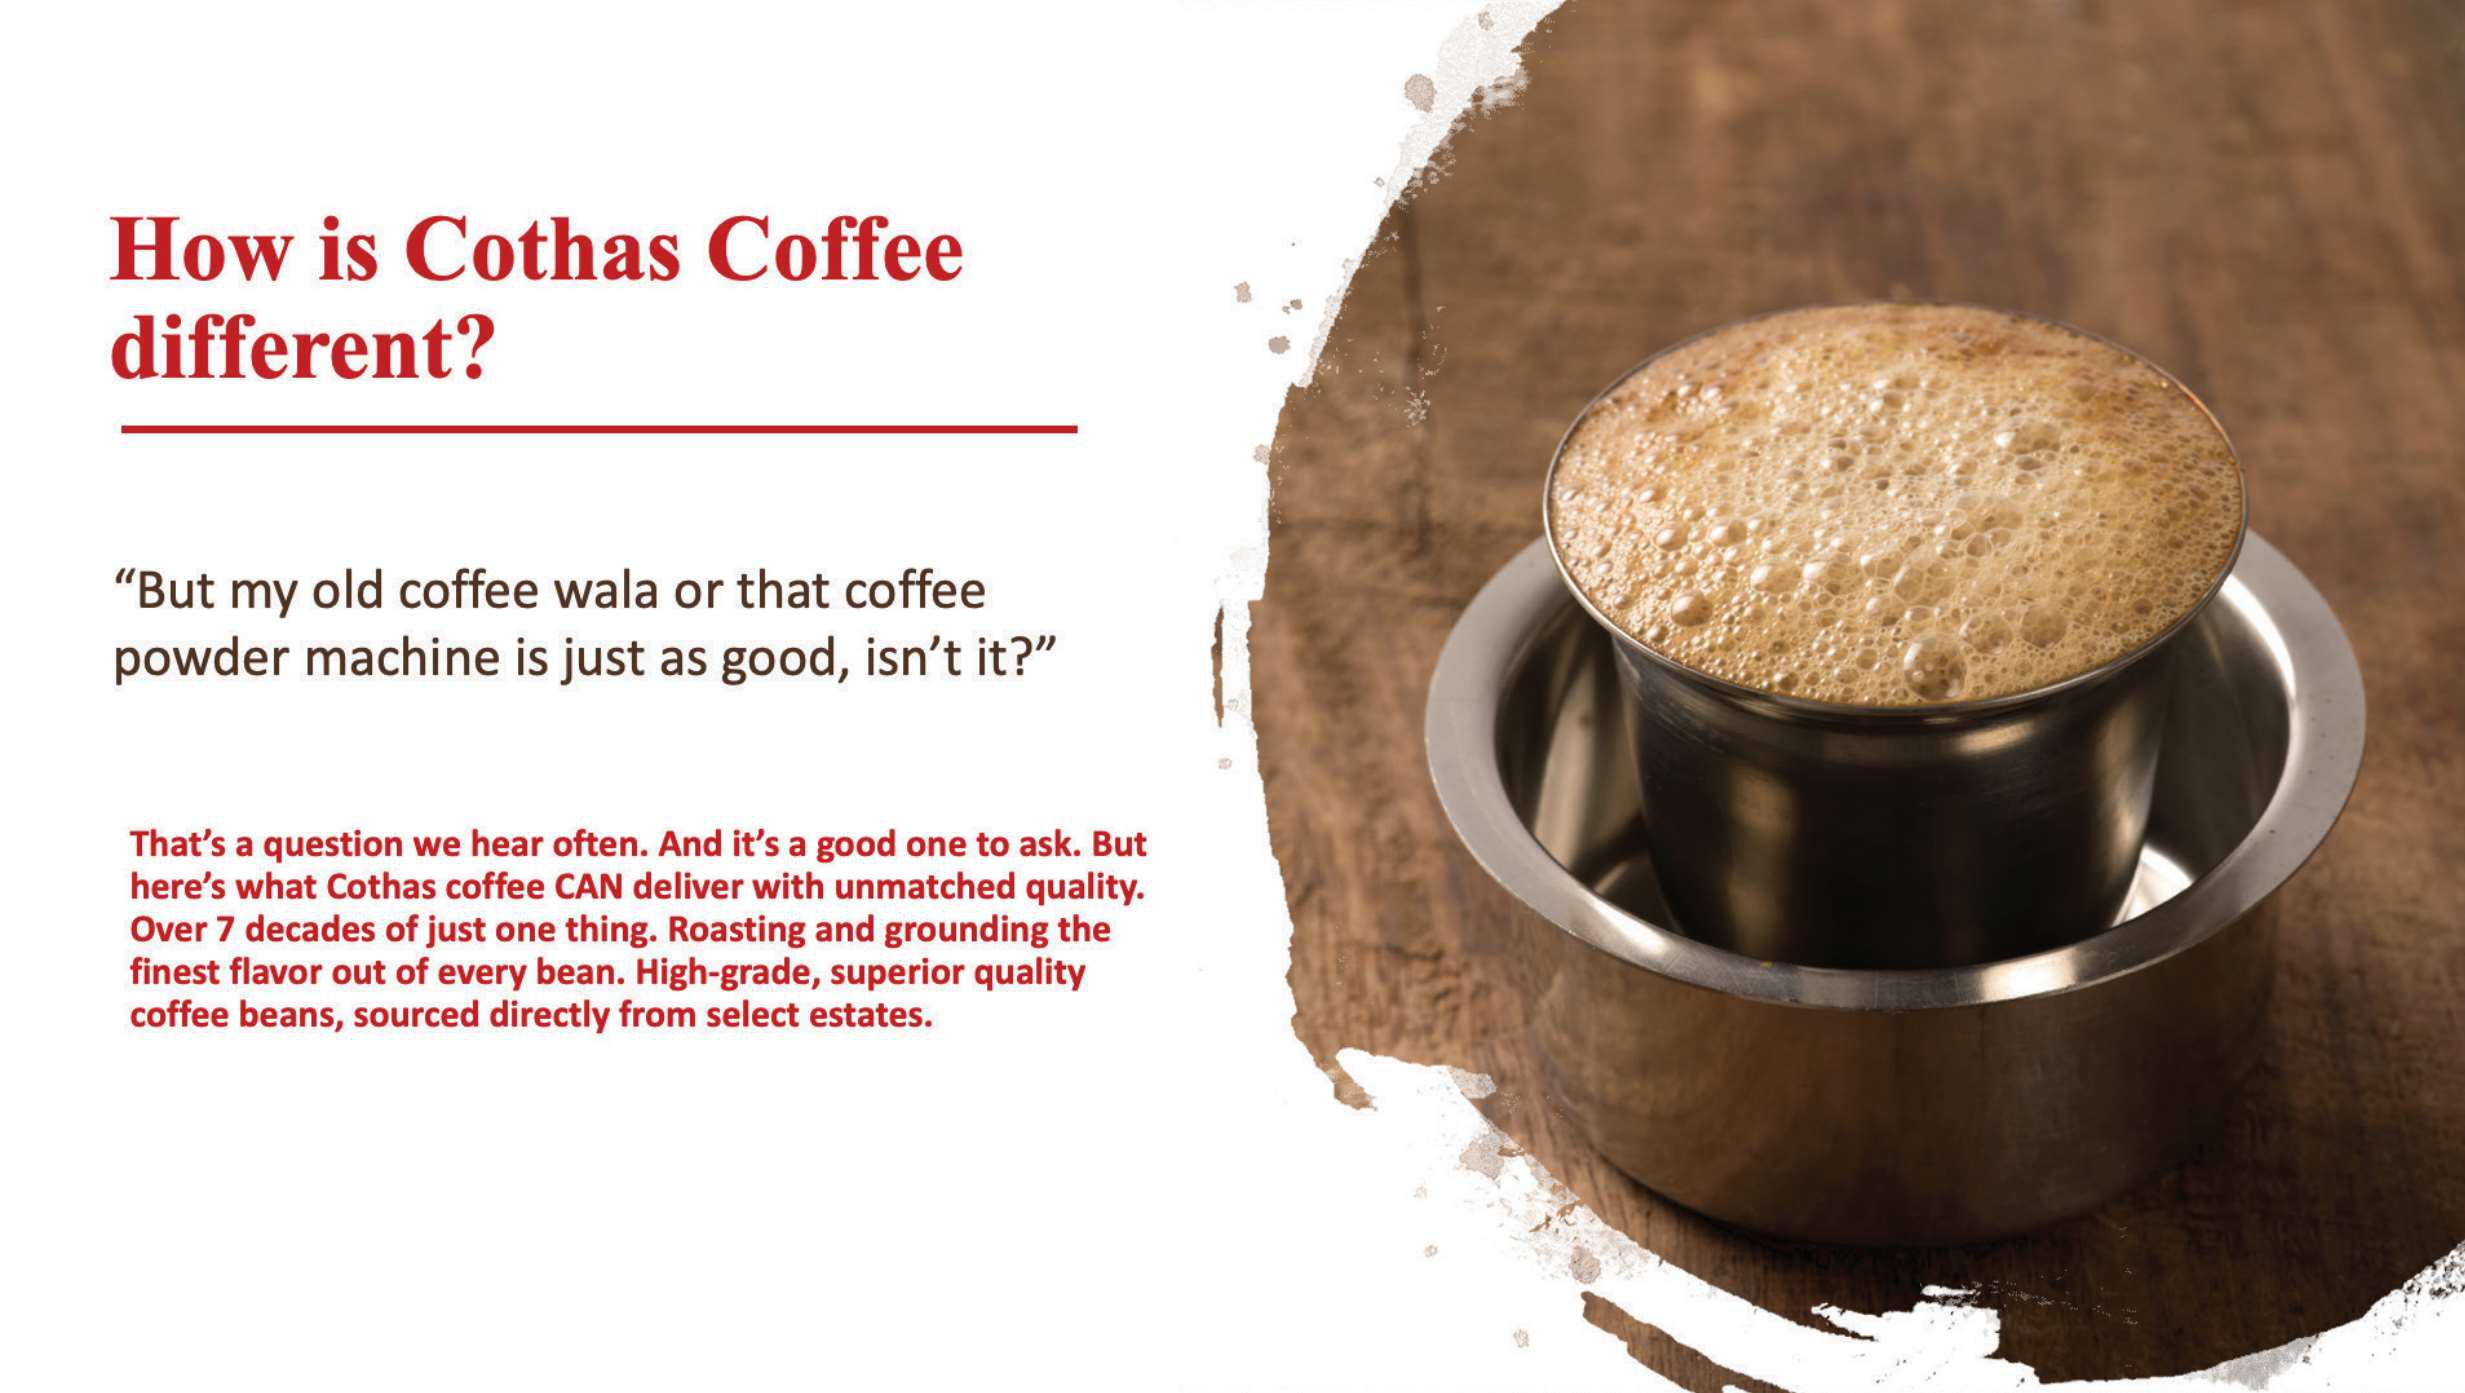 How is Cothas Coffee
different?
“But my old coffee wala or that coffee
powder machine is just as good, isn’t it?”
That’s a question we hear often. And it’s a good one to ask. But
here’s what Cothas coffee CAN deliver with unmatched quality.
Over 7 decades of just one thing. Roasting and grounding the
finest flavor out of every bean. High-grade, superior quality
coffee beans, sourced directly from select estates.